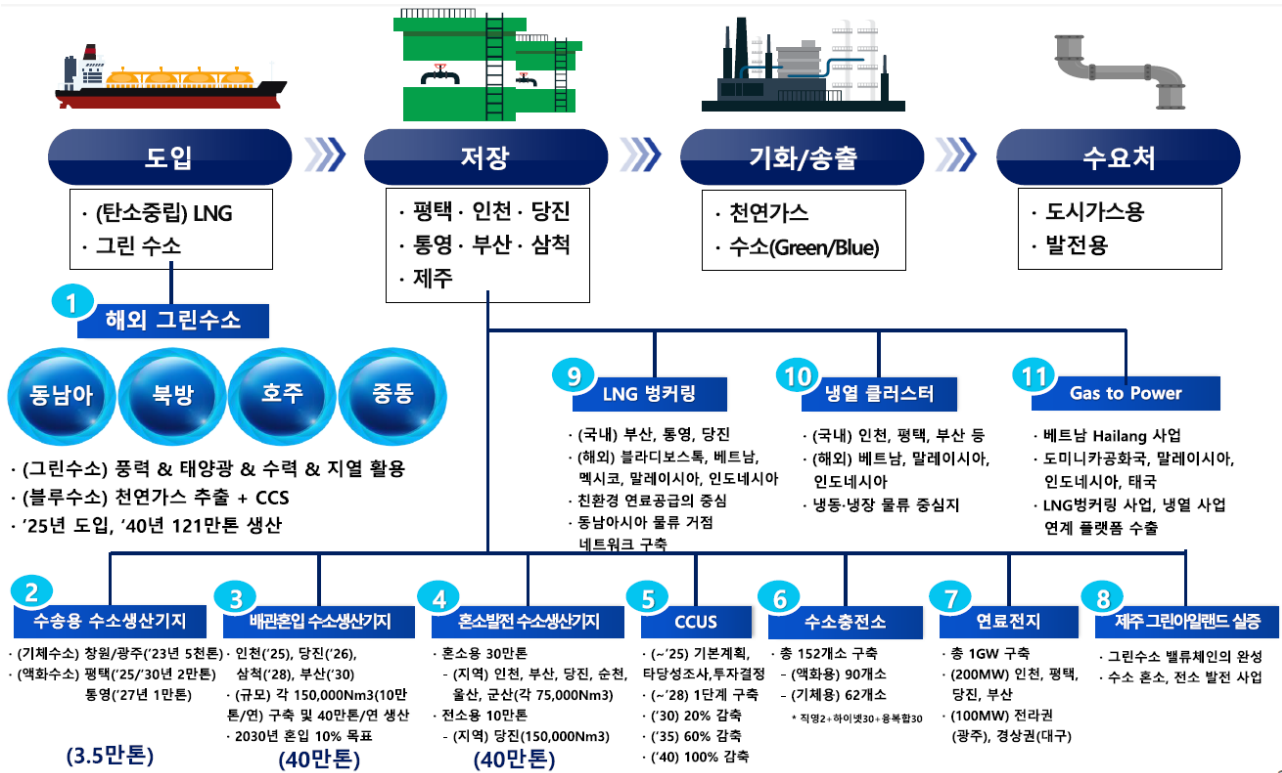 도입
저장
기화/송출
수요처
· (탄소중립) LNG
· 그린 수소
· 평택 · 인천 · 당진
· 통영 · 부산 · 삼척
· 제주
· 천연가스
· 수소(Green/Blue)
· 도시가스용
· 발전용
1
해외 그린수소
동남아
북방
호주
중동
· (그린수소) 풍력 & 태양광 & 수력 & 지열 활용
· (블루수소) 천연가스 추출 + CCS
· ’25년 도입, ‘40년 121만톤 생산
9
LNG 벙커링
· (국내) 부산, 통영, 당진
· (해외) 블라디보스톡, 베트남,
멕시코, 말레이시아, 인도네시아
· 친환경 연료공급의 중심
· 동남아시아 물류 거점
네트워크 구축
10
냉열 클러스터
· (국내) 인천, 평택, 부산 등
· (해외) 베트남, 말레이시아,
인도네시아
· 냉동·냉장 물류 중심지
11
Gas to Power
· 베트남 Hailang 사업
· 도미니카공화국, 말레이시아,
인도네시아, 태국
· LNG벙커링 사업, 냉열 사업
연계 플랫폼 수출
2
수송용 수소생산기지
· (기체수소) 창원/광주(‘23년 5천톤)
· (액화수소) 평택(‘25/’30년 2만톤)
통영(‘27년 1만톤)
(3.5만톤)
3
배관혼입 수소생산기지
· 인천(‘25), 당진(‘26),
삼척(‘28), 부산(‘30)
· (규모) 각 150,000Nm3(10만
톤/연) 구축 및 40만톤/연 생산
· 2030년 혼입 10% 목표
(40만톤)
4
혼소발전 수소생산기지
· 혼소용 30만톤
– (지역) 인천, 부산, 당진, 순천,
울산, 군산(각 75,000Nm3)
· 전소용 10만톤
– (지역) 당진(150,000Nm3)
(40만톤)
5
CCUS
· (~’25) 기본계획,
타당성조사,투자결정
· (~’28) 1단계 구축
· (‘30) 20% 감축
· (‘35) 60% 감축
· (‘40) 100% 감축
6
수소충전소
· 총 152개소 구축
– (액화용) 90개소
– (기체용) 62개소
* 직영2+하이넷30+융복합30
7
연료전지
· 총 1GW 구축
· (200MW) 인천, 평택,
당진, 부산
· (100MW) 전라권
(광주), 경상권(대구)
8
제주 그린아일랜드 실증
· 그린수소 밸류체인의 완성
· 수소 혼소, 전소 발전 사업